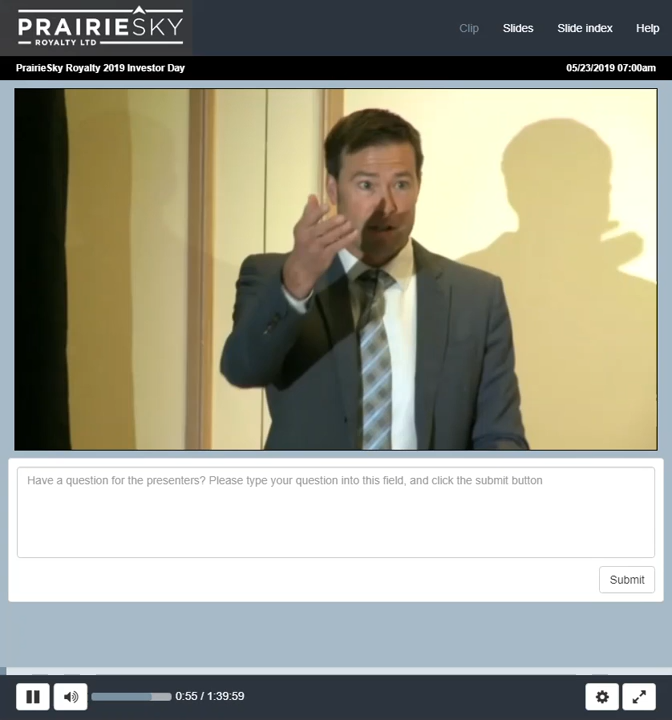 PRAIRIESKY
ROYALTY LTD
Clip Slides Slide index Help
PrairieSky Royalty 2019 Investor Day 05/23/2019 07:00am
Have a question for the presenters? Please type your question into this field, and click the submit button
Submit
0:55 / 1:39:59